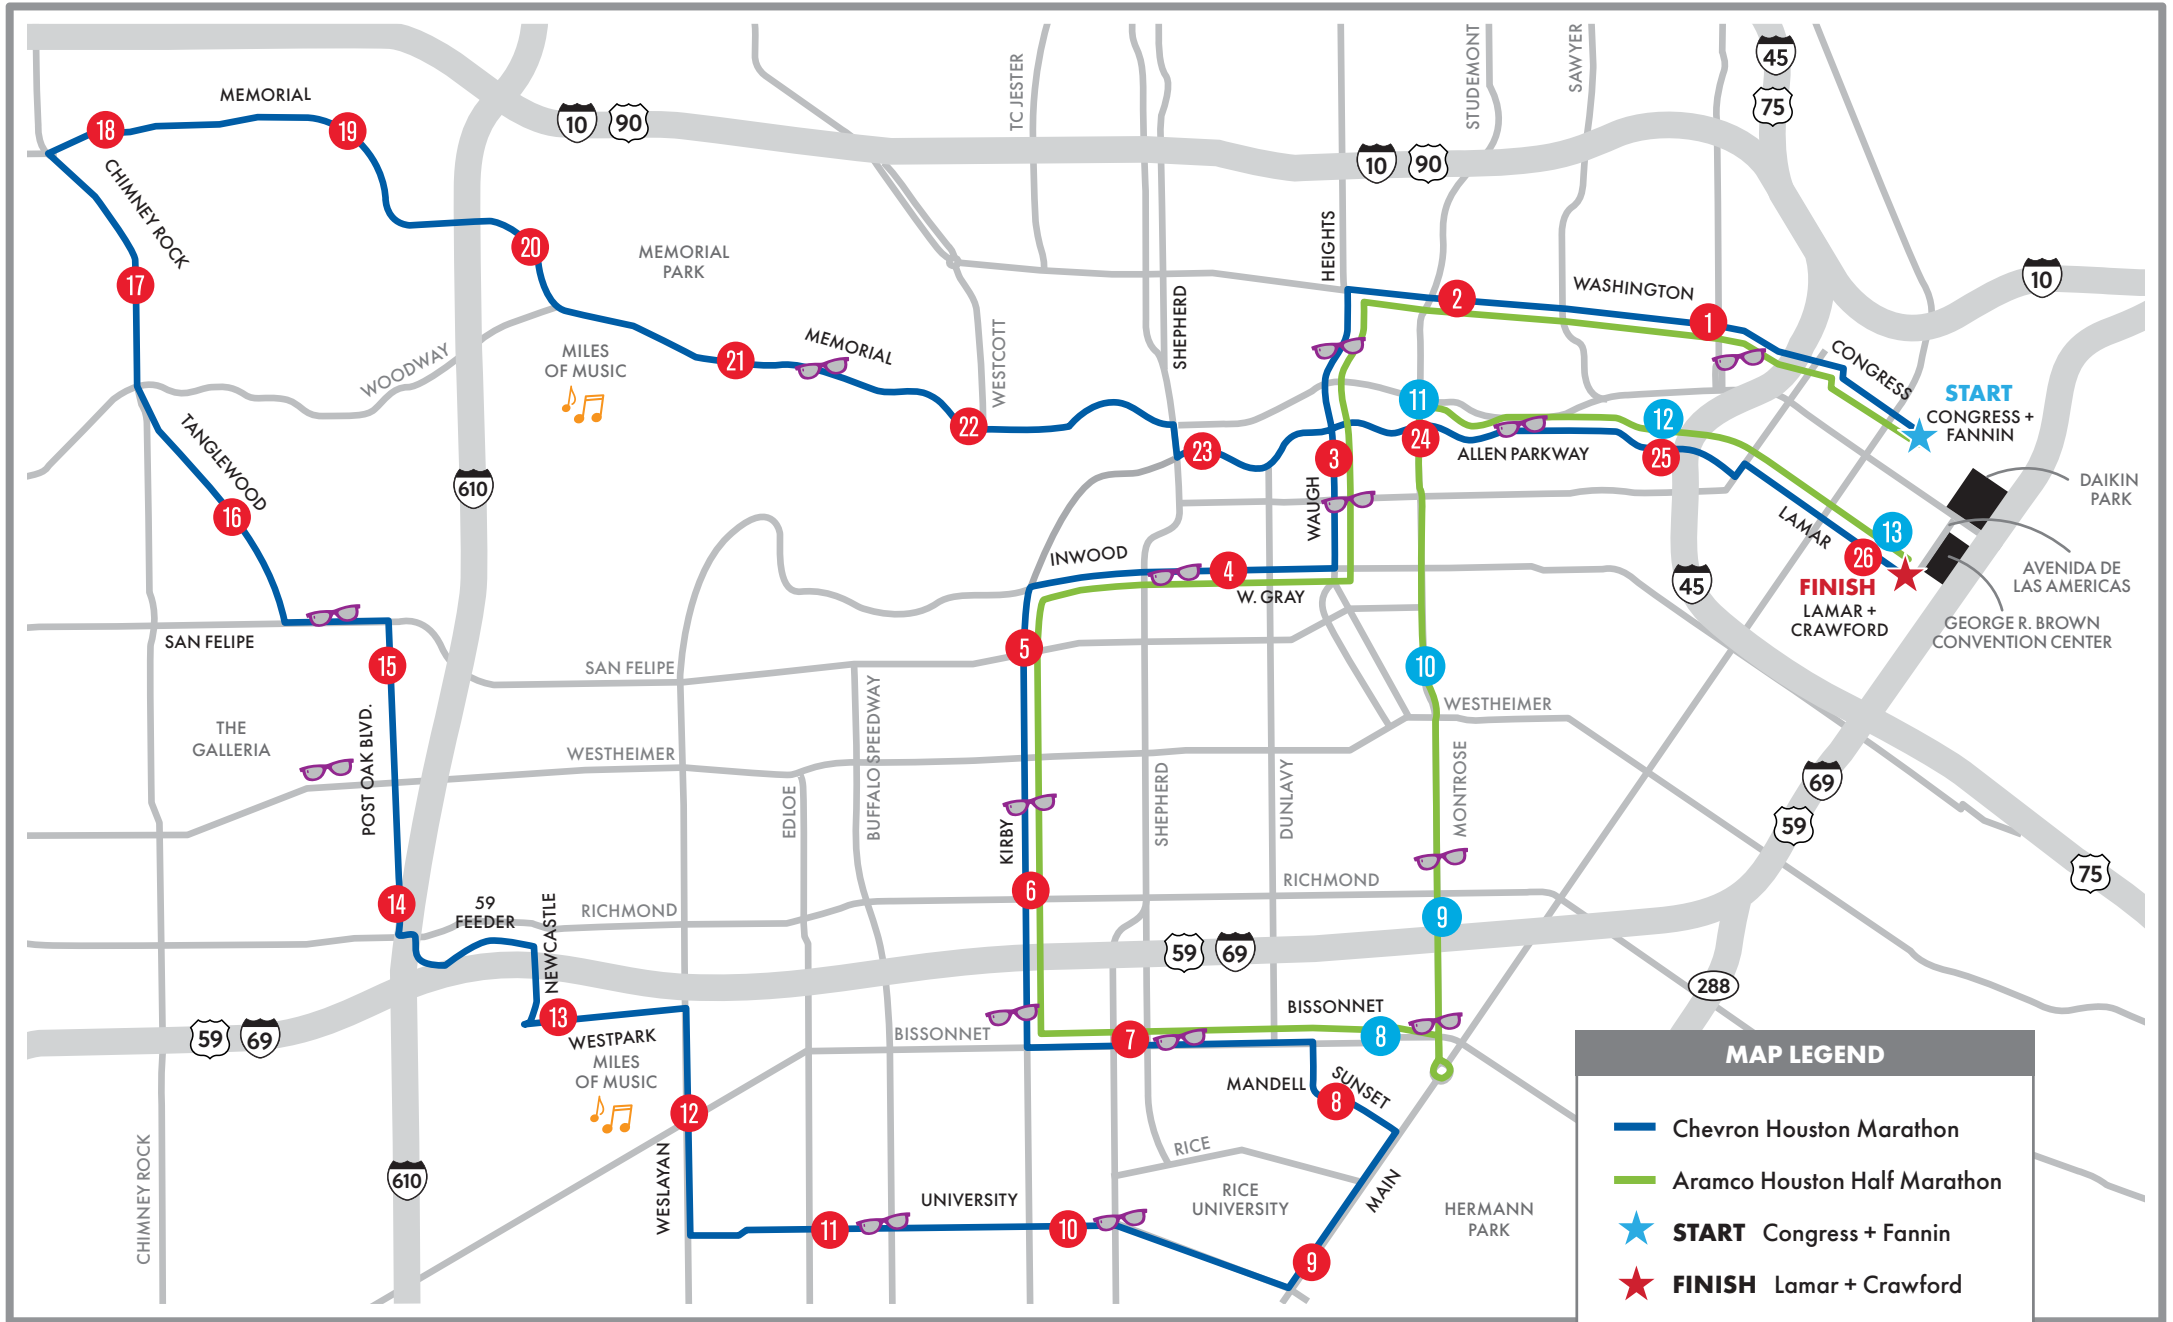 MEMORIAL
18
19
CHIMNEY ROCK
17
10
90
TC JESTER
STUDEMONT
SAWYER
45
75
10
90
20
MEMORIAL
PARK
HEIGHTS
SHEPHERD
2
WASHINGTON
1
10
CONGRESS
START
CONGRESS +
FANNIN
WOODWAY
MILES
OF MUSIC
21
MEMORIAL
WESTCOTT
22
23
11
24
3
12
25
ALLEN PARKWAY
WAUGH
DAIKIN
PARK
LAMAR
13
26
FINISH
LAMAR +
CRAWFORD
AVENIDA DE
LAS AMERICAS
GEORGE R. BROWN
CONVENTION CENTER
45
TANGLEWOOD
16
610
INWOOD
4
W. GRAY
SAN FELIPE
15
5
SAN FELIPE
10
WESTHEIMER
THE
GALLERIA
POST OAK BLVD.
WESTHEIMER
EDLOE
BUFFALO SPEEDWAY
KIRBY
SHEPHERD
DUNLAVY
MONTROSE
69
59
75
14
59
FEEDER
NEWCASTLE
RICHMOND
6
RICHMOND
9
59
69
288
59
69
13
WESTPARK
MILES
OF MUSIC
BISSONNET
7
BISSONNET
8
MANDELL
SUNSET
8
12
WESLAYAN
CHIMNEY ROCK
610
11
UNIVERSITY
10
RICE
RICE
UNIVERSITY
MAIN
9
HERMANN
PARK
MAP LEGEND
Chevron Houston Marathon
Aramco Houston Half Marathon
START Congress + Fannin
FINISH Lamar + Crawford